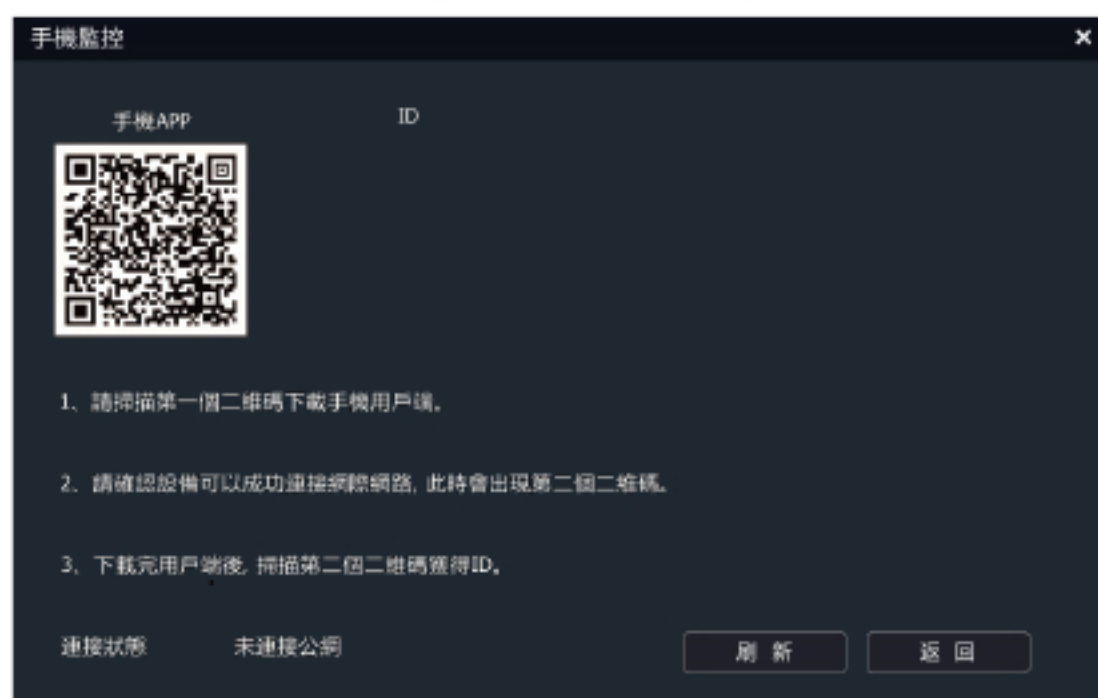 手機監控
手機APP
ID
1、請掃描第一個二維碼下載手機用戶端。
2、請確認設備可以成功連接網際網路, 此時會出現第二個二維碼。
3、下載完用戶端後, 掃描第二個二維碼獲得ID。
連接狀態 未連接公網
刷 新 返 回